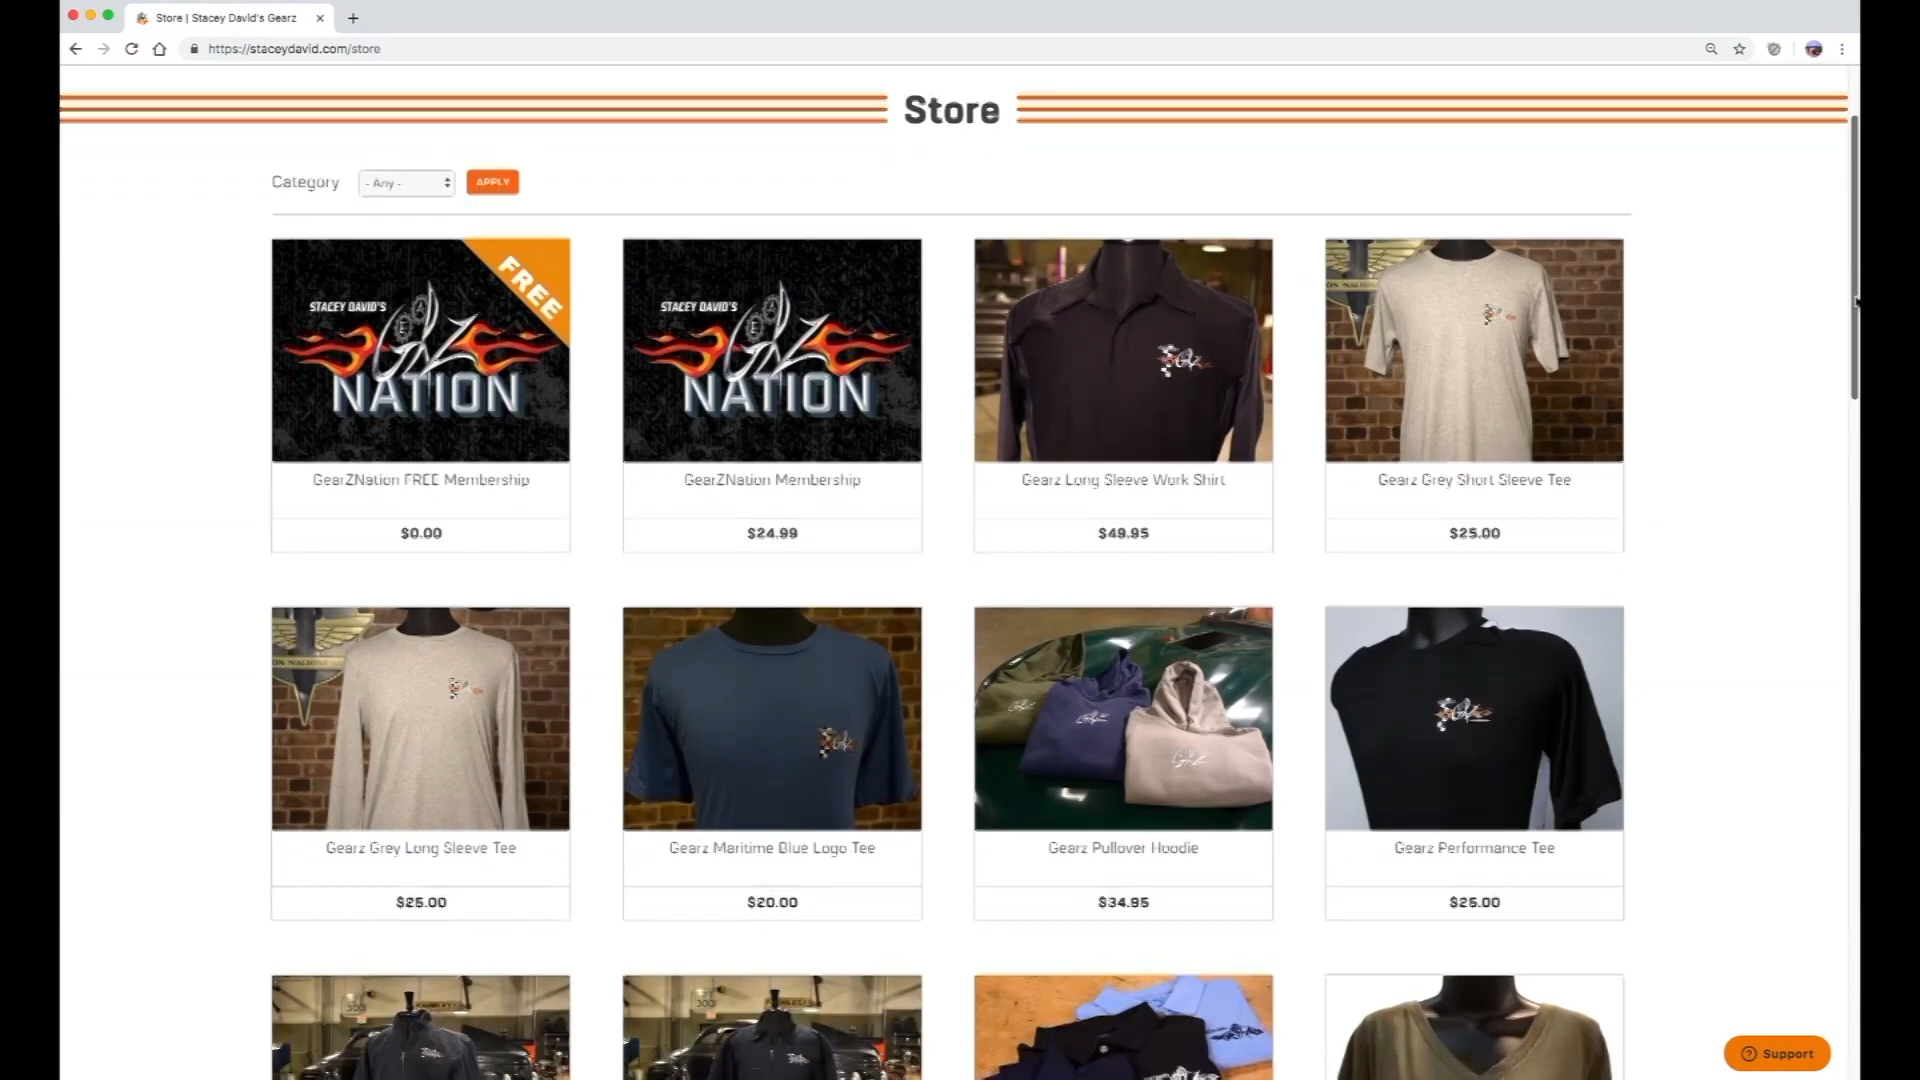 Store | Stacey David's Gearz
https://staceydavid.com/store
Store
Category
- Any -
APPLY
FREE
STACEY DAVID'S
NATION
STACEY DAVID'S
NATION
GearZNation FREE Membership
GearZNation Membership
Gearz Long Sleeve Work Shirt
Gearz Grey Short Sleeve Tee
$0.00
$24.99
$49.95
$25.00
Gearz Grey Long Sleeve Tee
Gearz Maritime Blue Logo Tee
Gearz Pullover Hoodie
Gearz Performance Tee
$25.00
$20.00
$34.95
$25.00
300
300
Support